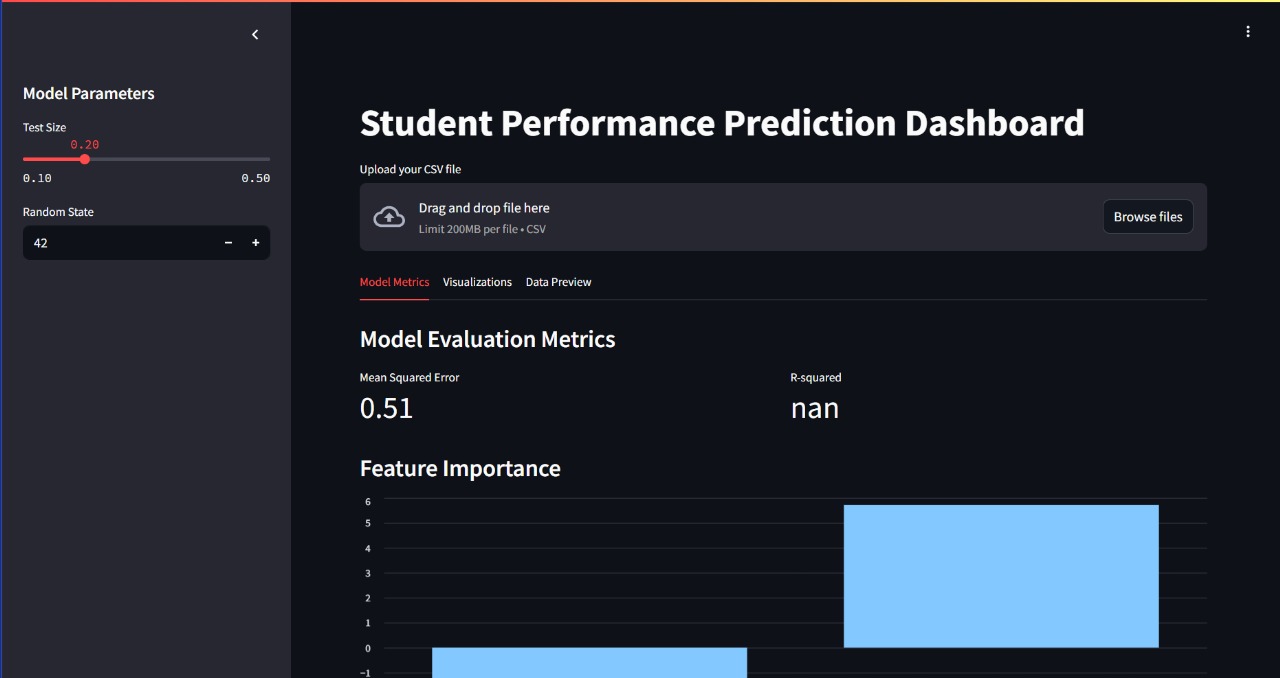 Model Parameters
Test Size
0.20
0.10 0.50
Random State
42 − +
Student Performance Prediction Dashboard
Upload your CSV file
Drag and drop file here
Limit 200MB per file • CSV
Browse files
Model Metrics Visualizations Data Preview
Model Evaluation Metrics
Mean Squared Error R-squared
0.51 nan
Feature Importance
6
5
4
3
2
1
0
−1